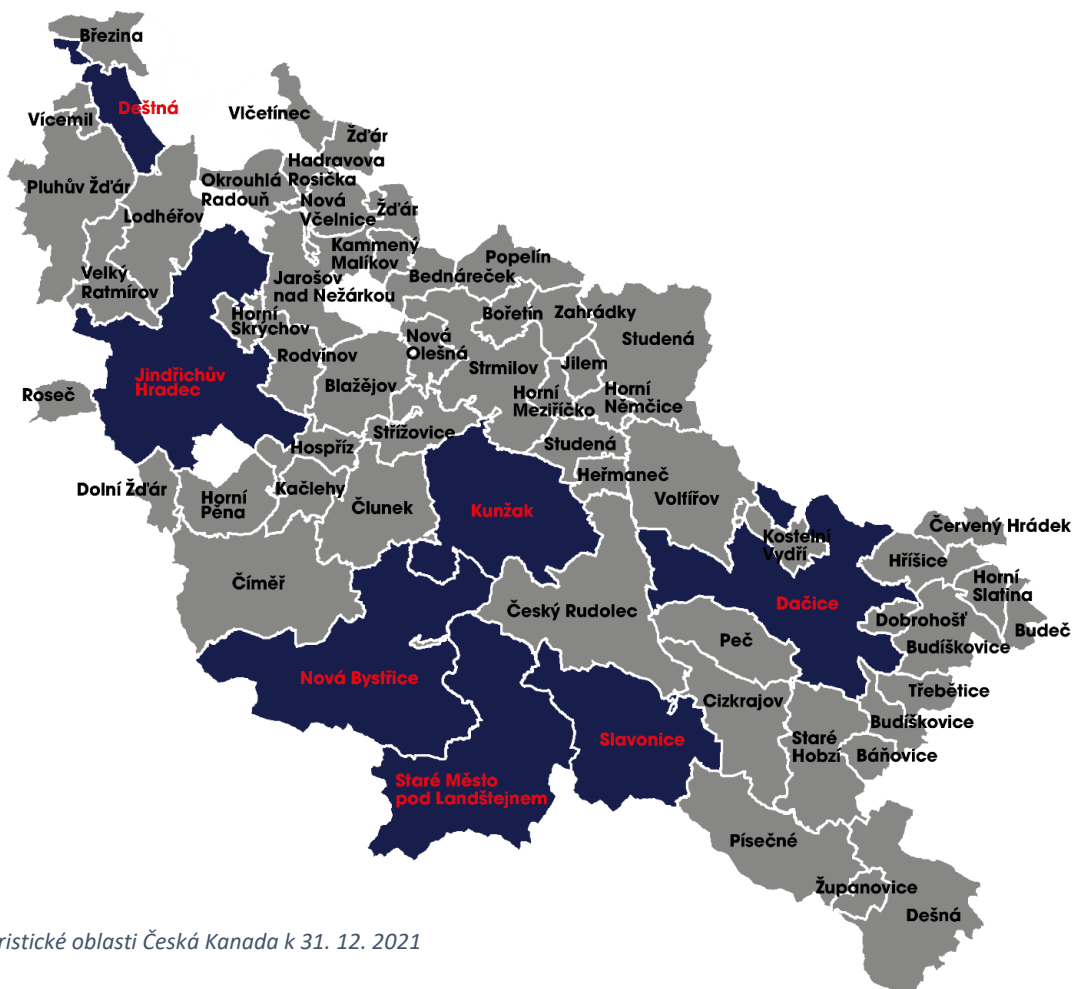 Březina
Deštná
Vícemil
Vlčetínec
Žďár
Pluhův Žďár
Okrouhlá
Radouň
Hadravova
Rosička
Lodhéřov
Nová
Včelnice
Žďár
Kammený
Malíkov
Popelín
Bednáreček
Velký
Ratmírov
Jarošov
nad Nežárkou
Horní
Skrýchov
Bořetín
Zahrádky
Studená
Nová
Olešná
Rodvínov
Strmilov
Jilem
Jindřichův
Hradec
Blažějov
Roseč
Horní
Meziříčko
Horní
Němčice
Střížovice
Hospříz
Studená
Heřmaneč
Dolní Žďár
Horní
Pěna
Kačlehy
Člunek
Kunžak
Volfířov
Kostelní
Vydří
Červený Hrádek
Hříšice
Horní
Slatina
Číměř
Český Rudolec
Dačice
Dobrohošť
Budeč
Peč
Budíškovice
Nová Bystřice
Cizkrajov
Třebětice
Budíškovice
Slavonice
Staré
Hobzí
Báňovice
Staré Město
pod Landštejnem
Písečné
Županovice
Dešná
ristické oblasti Česká Kanada k 31. 12. 2021